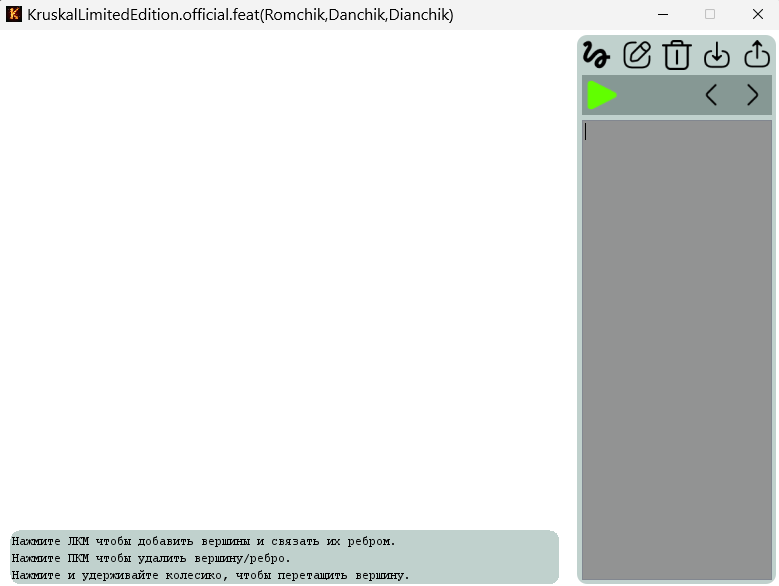 KruskalLimitedEdition.official.feat(Romchik,Danchik,Dianchik)
Нажмите ЛКМ чтобы добавить вершины и связать их ребром.
Нажмите ПКМ чтобы удалить вершину/ребро.
Нажмите и удерживайте колесико, чтобы перетащить вершину.